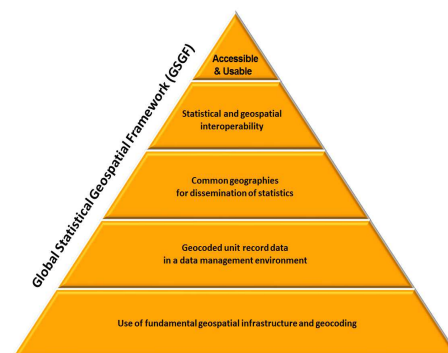 Global Statistical Geospatial Framework (GSGF)
Accessible
& Usable
Statistical and geospatial
interoperability
Common geographies
for dissemination of statistics
Geocoded unit record data
in a data management environment
Use of fundamental geospatial infrastructure and geocoding